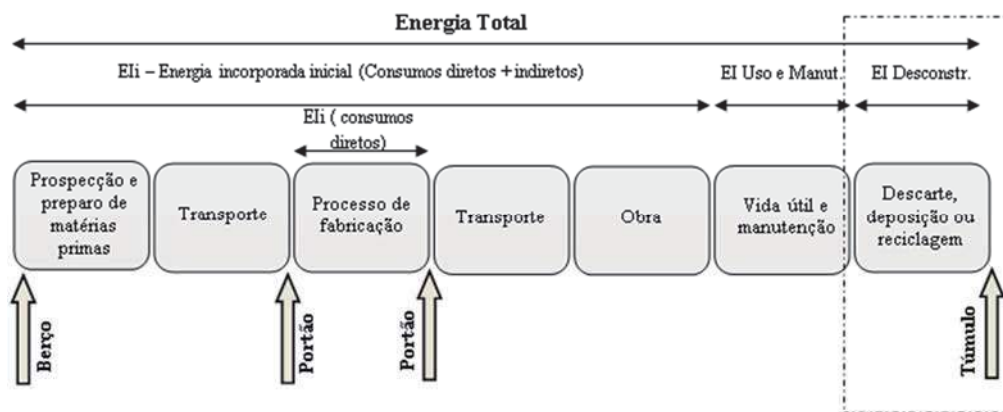 Energia Total
EIi – Energia incorporada inicial (Consumos diretos + indiretos)
EI Uso e Manut.
EI Desconstr.
EIi ( consumos
diretos)
Prospecção e
preparo de
matérias
primas
Transporte
Processo de
fabricação
Transporte
Obra
Vida útil e
manutenção
Descarte,
deposição ou
reciclagem
Berço
Portão
Portão
Túmulo